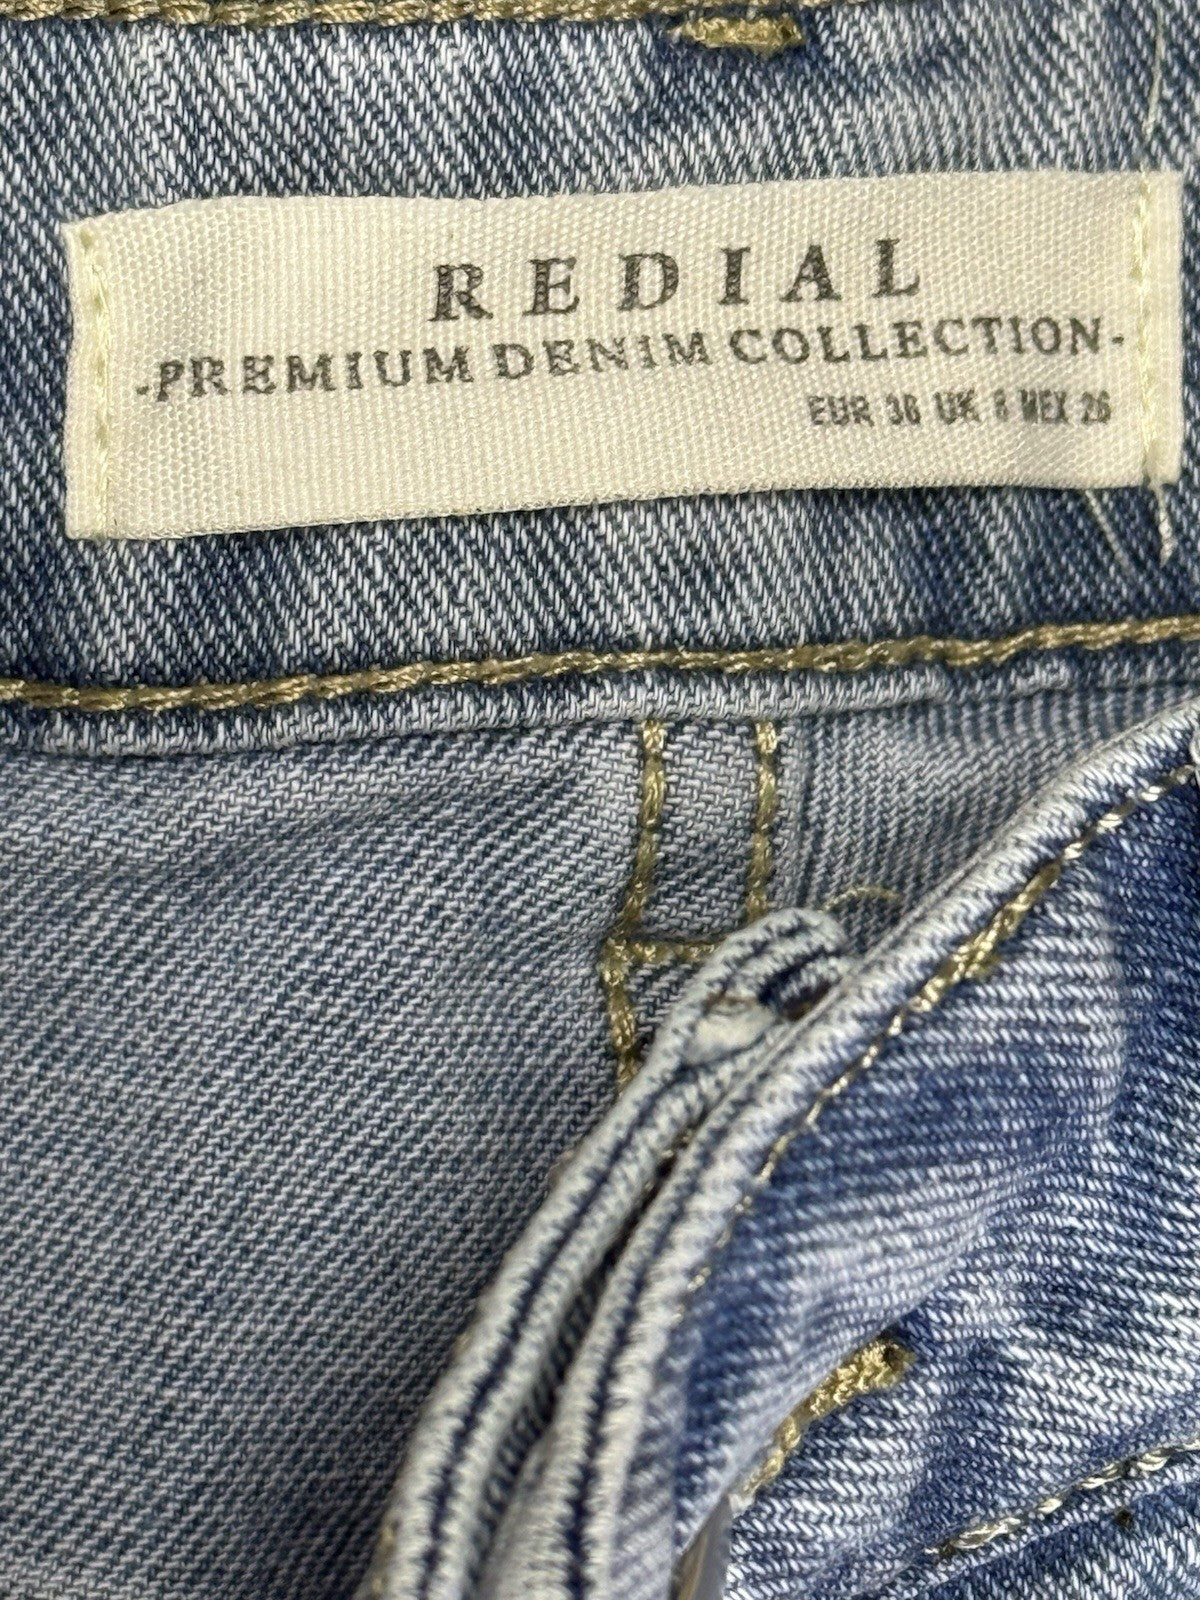 REDIAL
-PREMIUM DENIM COLLECTION-
EUR 36 UK 8 MEX 26